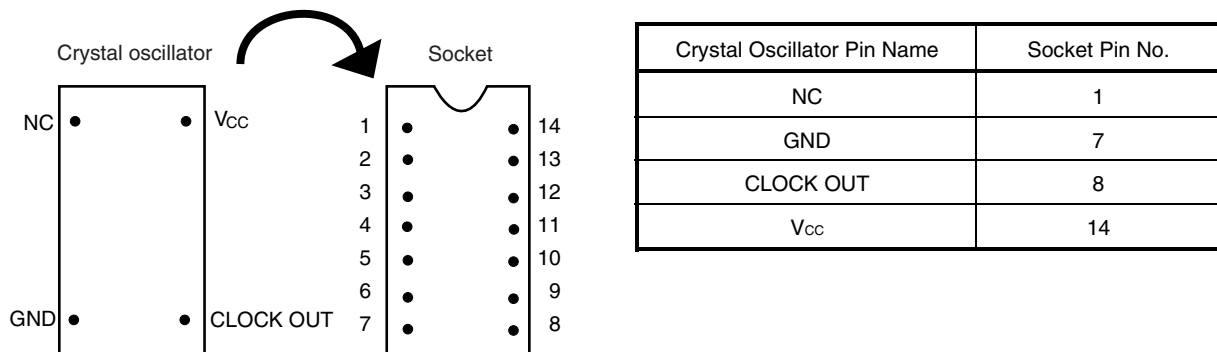 Crystal oscillator
Socket
NC
VCC
GND
CLOCK OUT
1
14
2
13
3
12
4
11
5
10
6
9
7
8
Crystal Oscillator Pin Name Socket Pin No.
NC 1
GND 7
CLOCK OUT 8
VCC 14